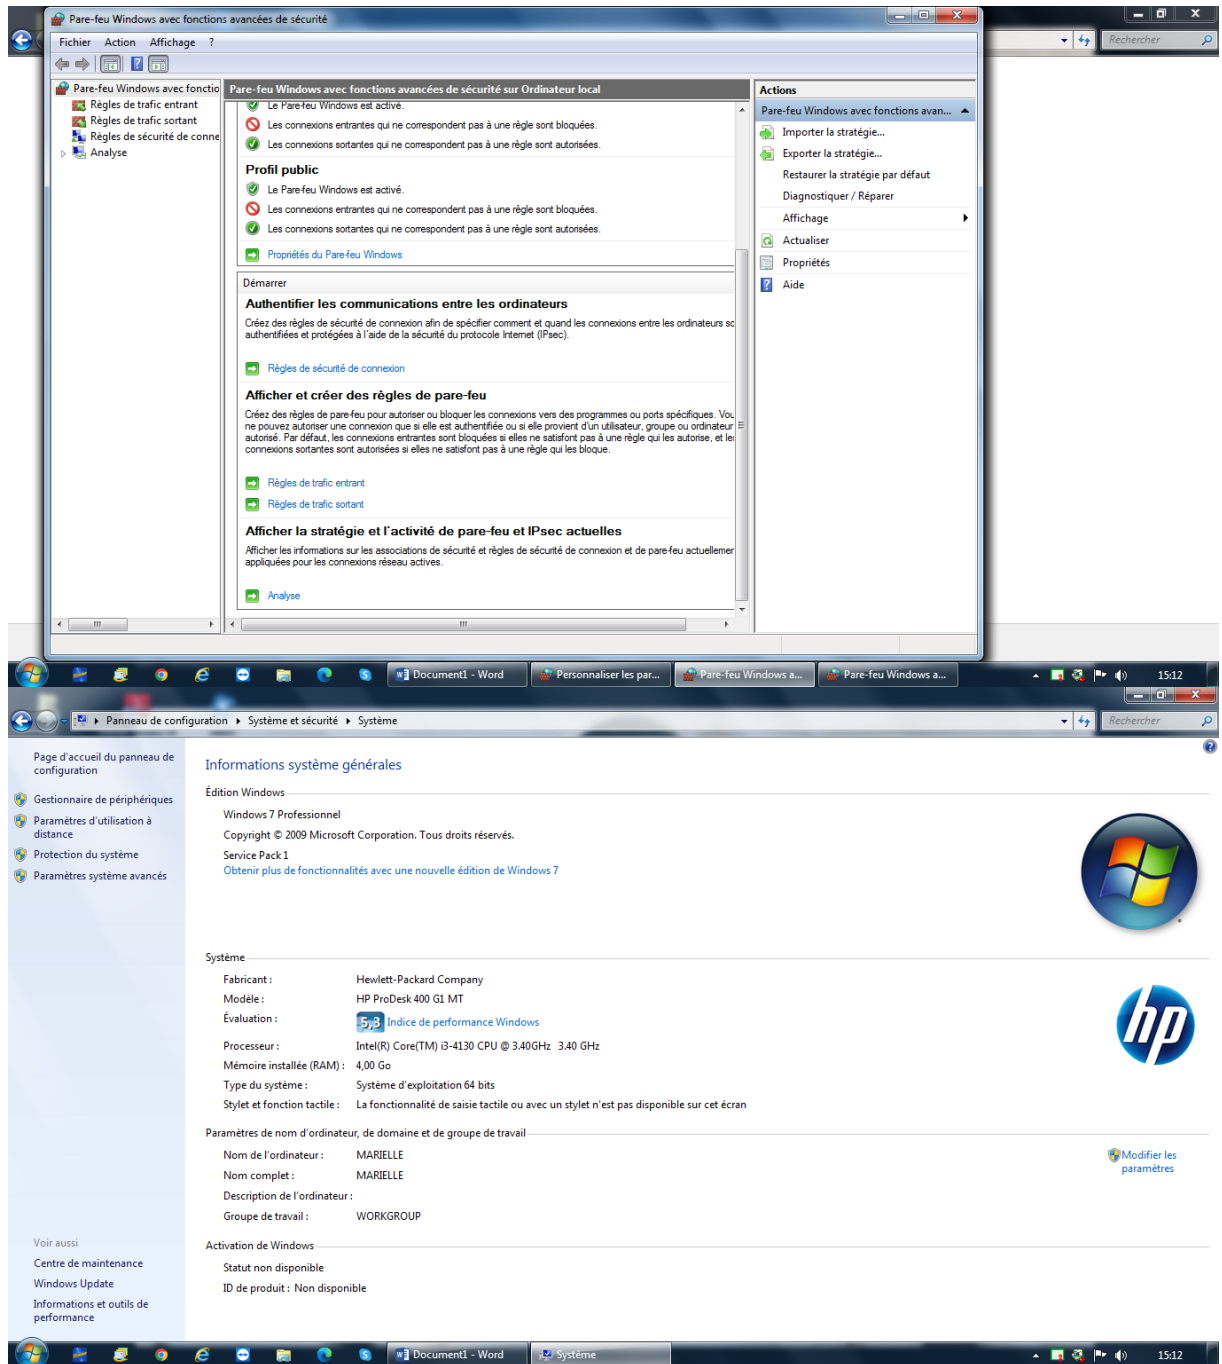 Pare-feu Windows avec fonctions avancées de sécurité
Fichier Action Affichage ?
Rechercher
Pare-feu Windows avec fonctio
Règles de trafic entrant
Règles de trafic sortant
Règles de sécurité de conne
Analyse
Pare-feu Windows avec fonctions avancées de sécurité sur Ordinateur local
Le Pare-feu Windows est activé.
Les connexions entrantes qui ne correspondent pas à une règle sont bloquées.
Les connexions sortantes qui ne correspondent pas à une règle sont autorisées.
Profil public
Le Pare-feu Windows est activé.
Les connexions entrantes qui ne correspondent pas à une règle sont bloquées.
Les connexions sortantes qui ne correspondent pas à une règle sont autorisées.
Propriétés du Pare-feu Windows
Démarrer
Authentifier les communications entre les ordinateurs
Créez des règles de sécurité de connexion afin de spécifier comment et quand les connexions entre les ordinateurs so
authentifiées et protégées à l'aide de la sécurité du protocole Internet (IPsec).
Règles de sécurité de connexion
Afficher et créer des règles de pare-feu
Créez des règles de pare-feu pour autoriser ou bloquer les connexions vers des programmes ou ports spécifiques. Vou
ne pouvez autoriser une connexion que si elle est authentifiée ou si elle provient d'un utilisateur, groupe ou ordinateur
autorisé. Par défaut, les connexions entrantes sont bloquées si elles ne satisfont pas à une règle qui les autorise, et les
connexions sortantes sont autorisées si elles ne satisfont pas à une règle qui les bloque.
Règles de trafic entrant
Règles de trafic sortant
Afficher la stratégie et l'activité de pare-feu et IPsec actuelles
Afficher les informations sur les associations de sécurité et règles de sécurité de connexion et de pare-feu actuellemer
appliquées pour les connexions réseau actives.
Analyse
Actions
Pare-feu Windows avec fonctions avan...
Importer la stratégie...
Exporter la stratégie...
Restaurer la stratégie par défaut
Diagnostiquer / Réparer
Affichage
Actualiser
Propriétés
Aide
Document1 - Word
Personnaliser les par...
Pare-feu Windows a...
Pare-feu Windows a...
15:12
Panneau de configuration Système et sécurité Système
Rechercher
Page d'accueil du panneau de
configuration
Gestionnaire de périphériques
Paramètres d'utilisation à
distance
Protection du système
Paramètres système avancés
Informations système générales
Édition Windows
Windows 7 Professionnel
Copyright © 2009 Microsoft Corporation. Tous droits réservés.
Service Pack 1
Obtenir plus de fonctionnalités avec une nouvelle édition de Windows 7
Système
Fabricant : Hewlett-Packard Company
Modèle : HP ProDesk 400 G1 MT
Évaluation : 5,3 Indice de performance Windows
Processeur : Intel(R) Core(TM) i3-4130 CPU @ 3.40GHz 3.40 GHz
Mémoire installée (RAM) : 4,00 Go
Type du système : Système d'exploitation 64 bits
Stylet et fonction tactile : La fonctionnalité de saisie tactile ou avec un stylet n'est pas disponible sur cet écran
hp
Paramètres de nom d'ordinateur, de domaine et de groupe de travail
Nom de l'ordinateur : MARIELLE
Nom complet : MARIELLE
Description de l'ordinateur :
Groupe de travail : WORKGROUP
Modifier les
paramètres
Activation de Windows
Statut non disponible
ID de produit : Non disponible
Voir aussi
Centre de maintenance
Windows Update
Informations et outils de
performance
Document1 - Word
Système
15:12